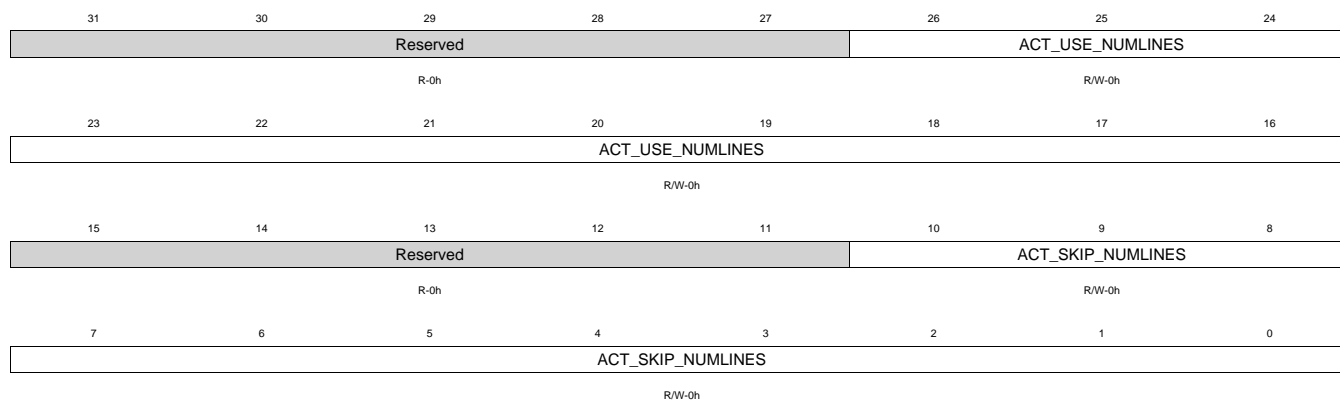 31 30 29 28 27 26 25 24
Reserved ACT_USE_NUMLINES
R-0h R/W-0h
23 22 21 20 19 18 17 16
ACT_USE_NUMLINES
R/W-0h
15 14 13 12 11 10 9 8
Reserved ACT_SKIP_NUMLINES
R-0h R/W-0h
7 6 5 4 3 2 1 0
ACT_SKIP_NUMLINES
R/W-0h